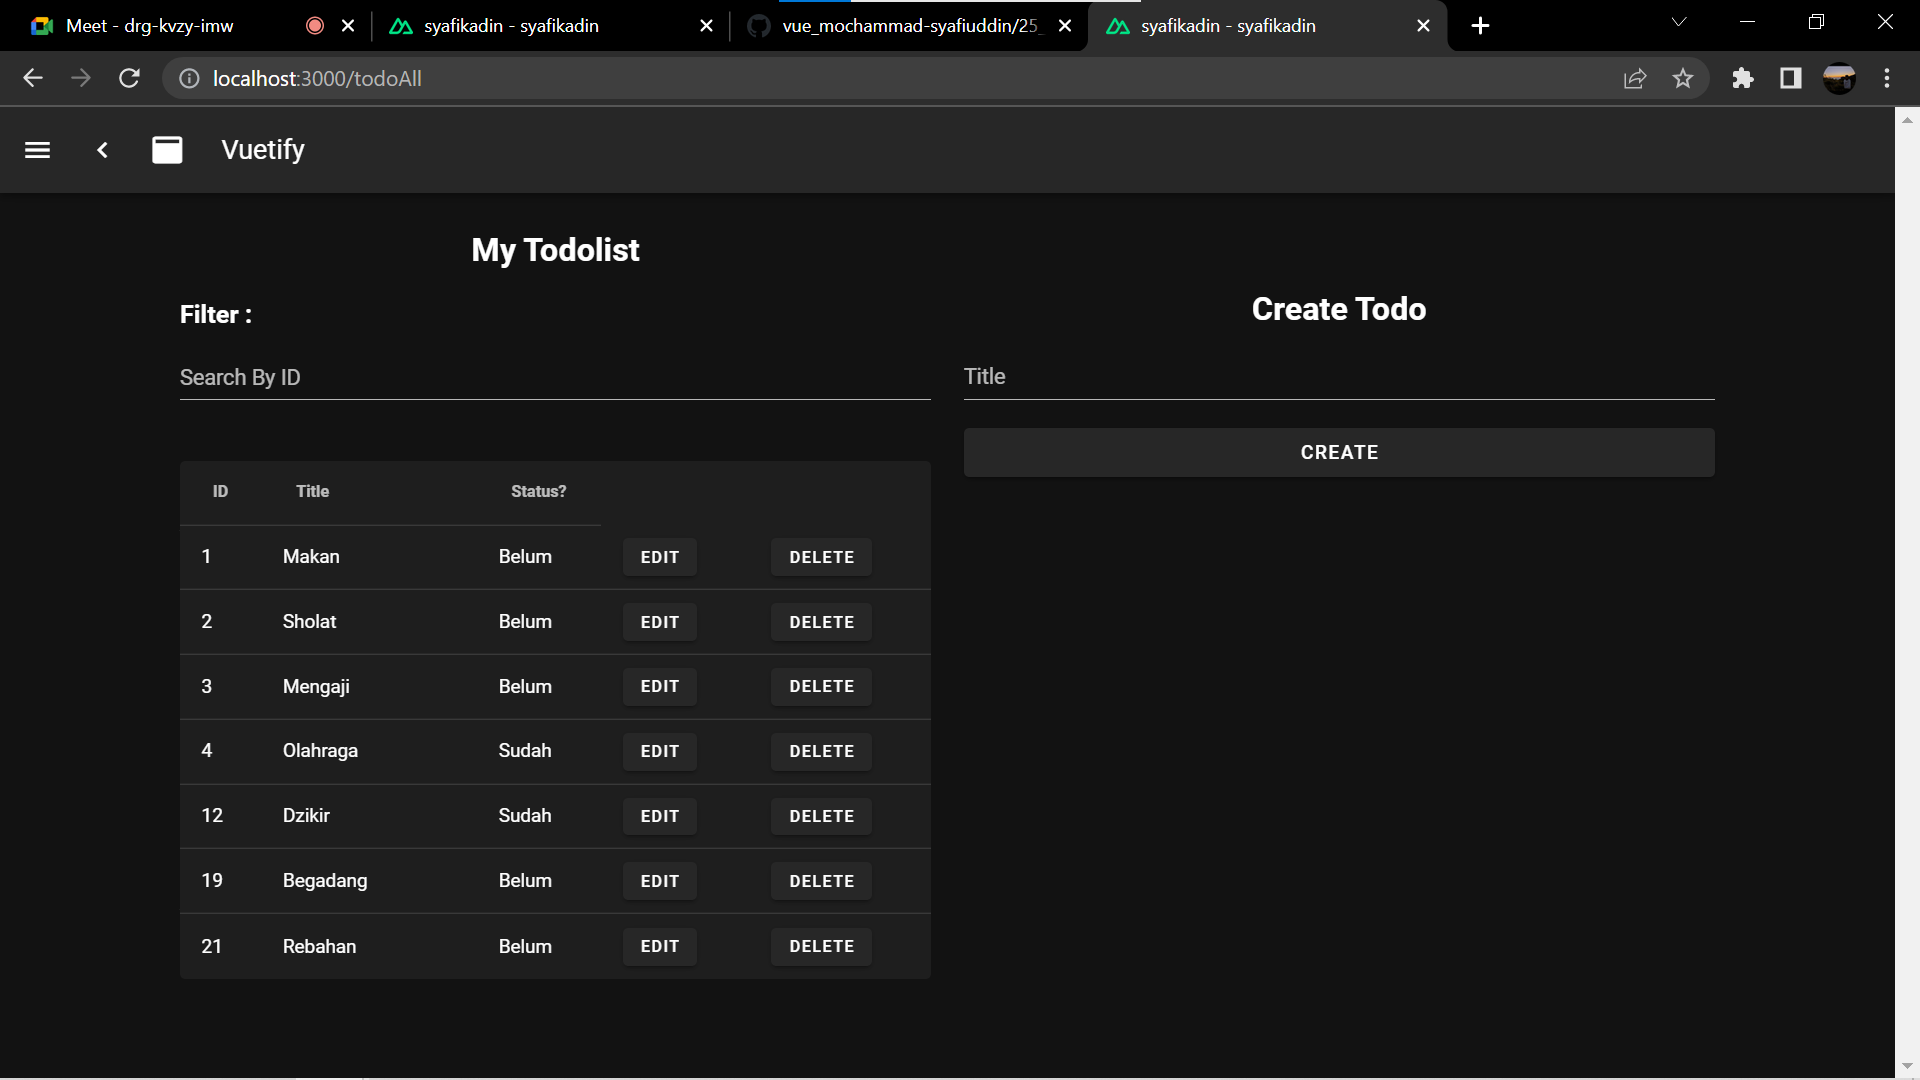 Meet - drg-kvzy-imw
syafikadin - syafikadin
vue_mochammad-syafiuddin/25_
syafikadin - syafikadin
localhost:3000/todoAll
Vuetify
My Todolist
Filter :
Search By ID
ID Title Status?
1 Makan Belum EDIT DELETE
2 Sholat Belum EDIT DELETE
3 Mengaji Belum EDIT DELETE
4 Olahraga Sudah EDIT DELETE
12 Dzikir Sudah EDIT DELETE
19 Begadang Belum EDIT DELETE
21 Rebahan Belum EDIT DELETE
Create Todo
Title
CREATE